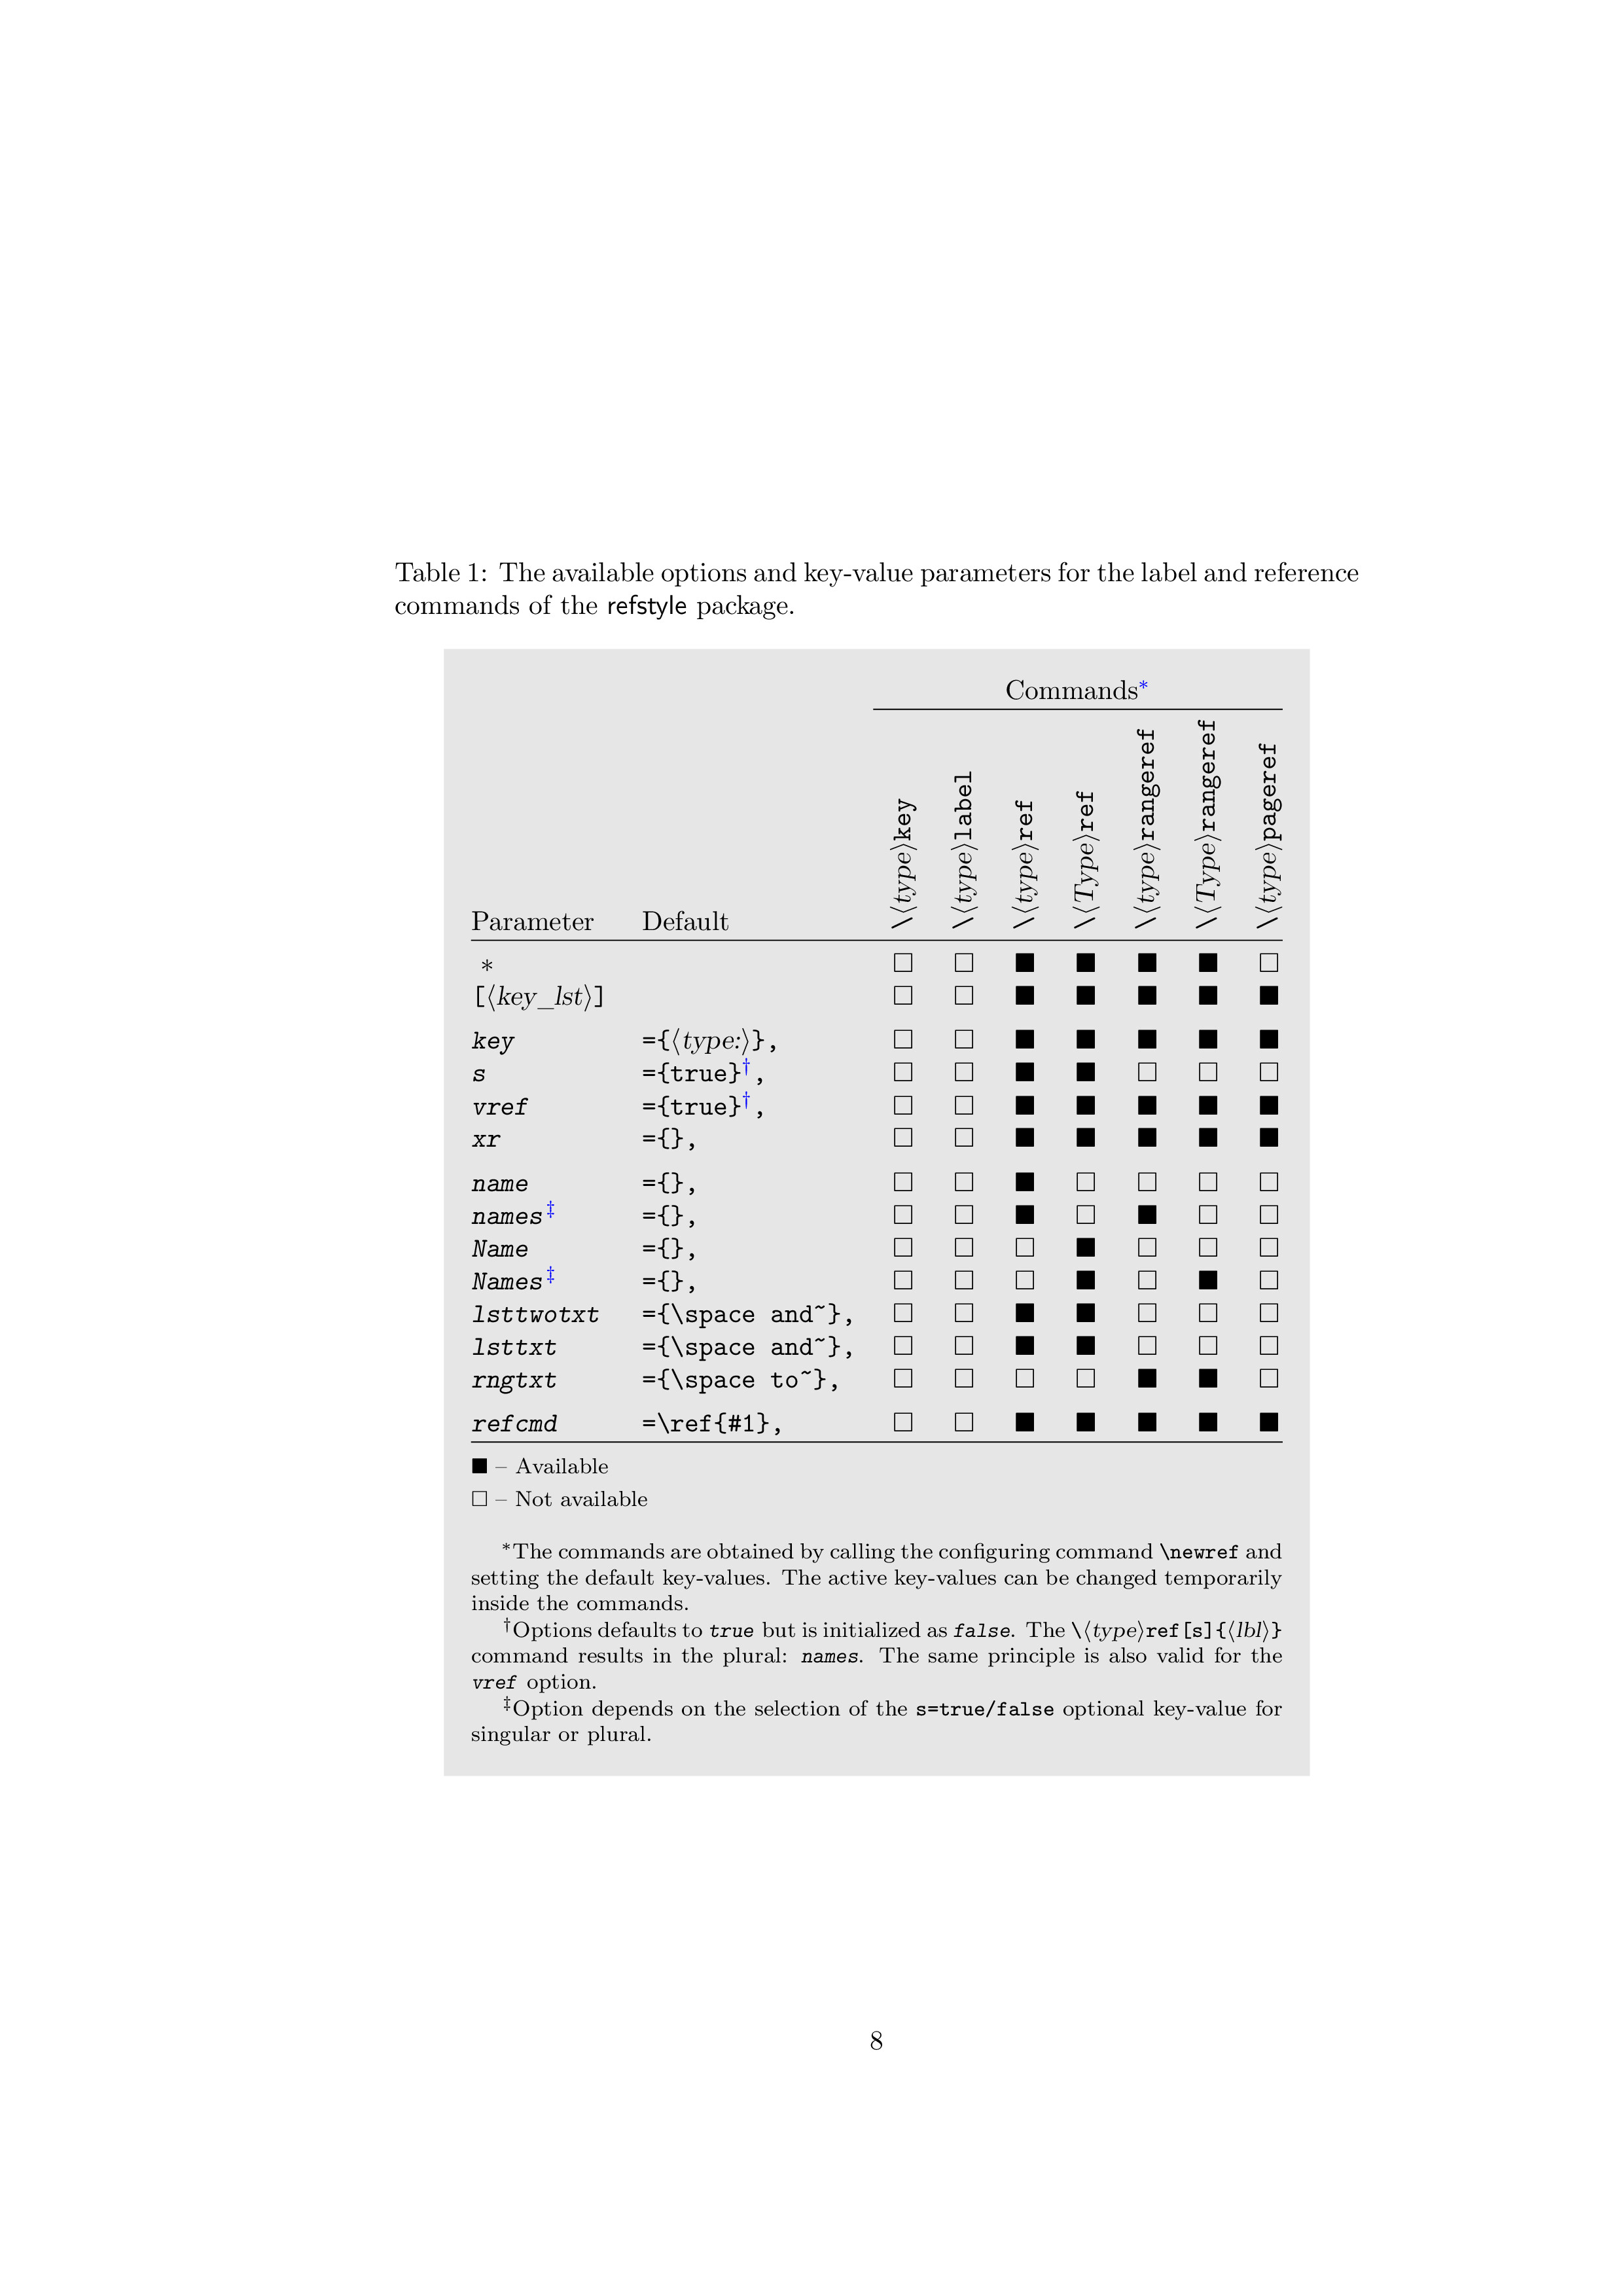 Table 1: The available options and key-value parameters for the label and reference
commands of the refstyle package.
Commands*
Parameter Default \⟨type⟩key \⟨type⟩label \⟨type⟩ref \⟨Type⟩ref \⟨type⟩rangeref \⟨Type⟩rangeref \⟨type⟩pageref
* □ □ ■ ■ ■ ■ □
[⟨key_lst⟩] □ □ ■ ■ ■ ■ ■
key ={⟨type:⟩}, □ □ ■ ■ ■ ■ ■
s ={true}†, □ □ ■ ■ □ □ □
vref ={true}†, □ □ ■ ■ ■ ■ ■
xr ={}, □ □ ■ ■ ■ ■ ■
name ={}, □ □ ■ □ □ □ □
names‡ ={}, □ □ ■ □ ■ □ □
Name ={}, □ □ □ ■ □ □ □
Names‡ ={}, □ □ □ ■ □ ■ □
lsttwotxt ={\space and~}, □ □ ■ ■ □ □ □
lsttxt ={\space and~}, □ □ ■ ■ □ □ □
rngtxt ={\space to~}, □ □ □ □ ■ ■ □
refcmd =\ref{#1}, □ □ ■ ■ ■ ■ ■
■ – Available
□ – Not available
*The commands are obtained by calling the configuring command \newref and
setting the default key-values. The active key-values can be changed temporarily
inside the commands.
†Options defaults to true but is initialized as false. The \⟨type⟩ref[s]{⟨lbl⟩}
command results in the plural: names. The same principle is also valid for the
vref option.
‡Option depends on the selection of the s=true/false optional key-value for
singular or plural.
8